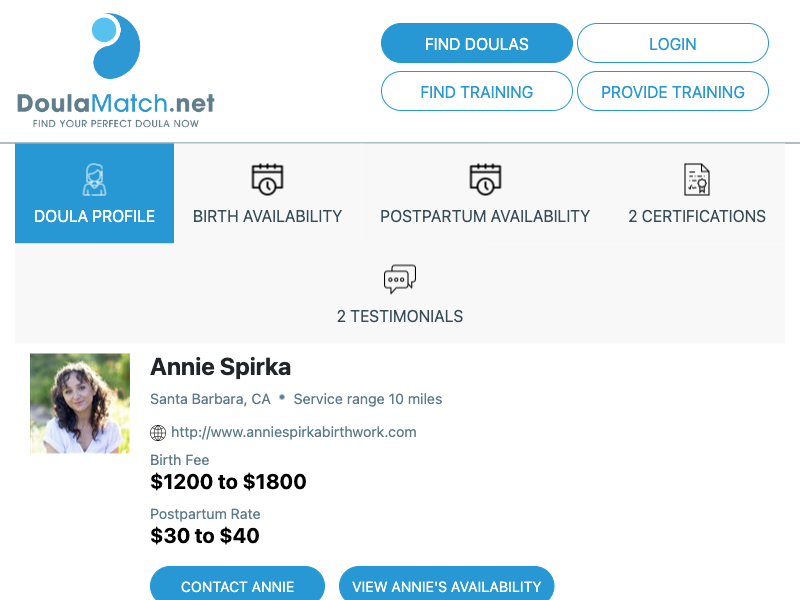 DoulaMatch.net
FIND YOUR PERFECT DOULA NOW
FIND DOULAS
LOGIN
FIND TRAINING
PROVIDE TRAINING
DOULA PROFILE
BIRTH AVAILABILITY
POSTPARTUM AVAILABILITY
2 CERTIFICATIONS
2 TESTIMONIALS
Annie Spirka
Santa Barbara, CA • Service range 10 miles
http://www.anniespirkabirthwork.com
Birth Fee
$1200 to $1800
Postpartum Rate
$30 to $40
CONTACT ANNIE
VIEW ANNIE'S AVAILABILITY